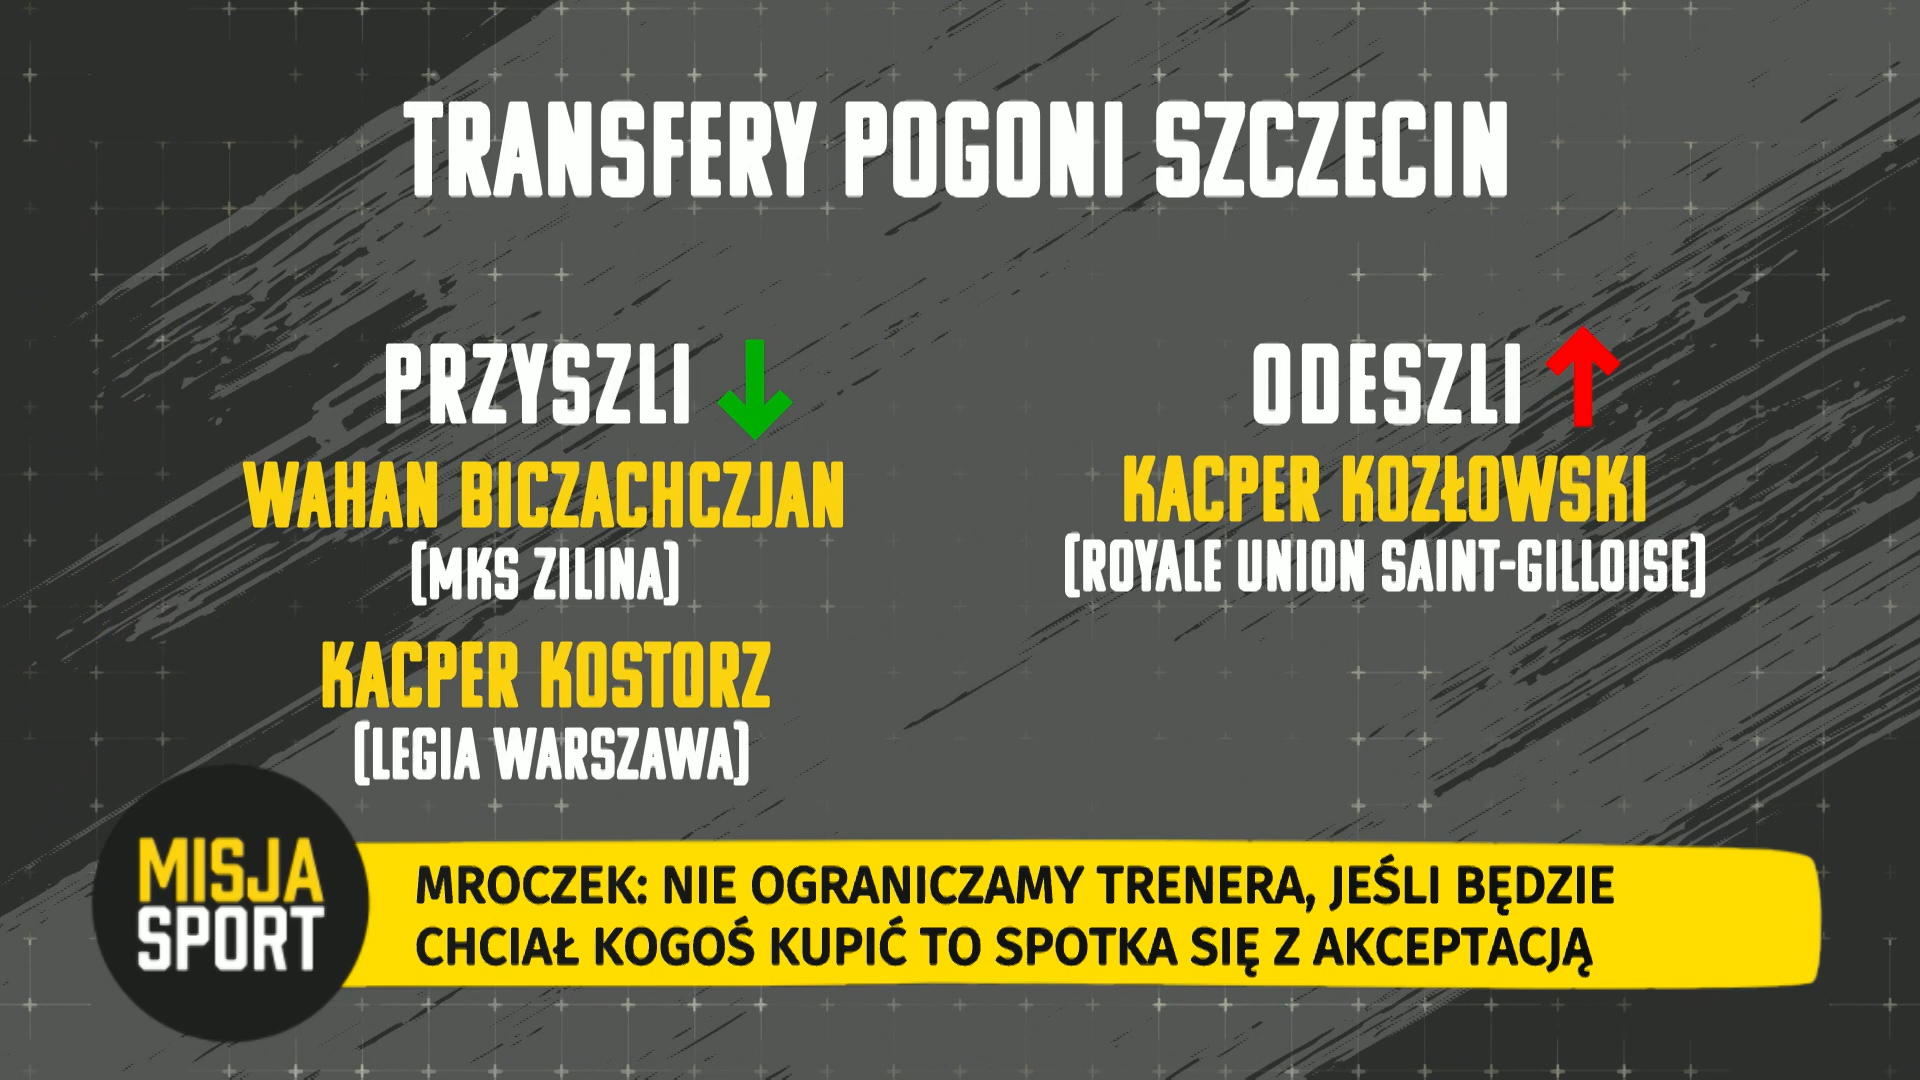 TRANSFERY POGONI SZCZECIN
PRZYSZLI
WAHAN BICZACHCZJAN
(MKS ZILINA)
KACPER KOSTORZ
(LEGIA WARSZAWA)
ODESZLI
KACPER KOZŁOWSKI
(ROYALE UNION SAINT-GILLOISE)
MISJA
SPORT
MROCZEK: NIE OGRANICZAMY TRENERA, JEŚLI BĘDZIE
CHCIAŁ KOGOŚ KUPIĆ TO SPOTKA SIĘ Z AKCEPTACJĄ